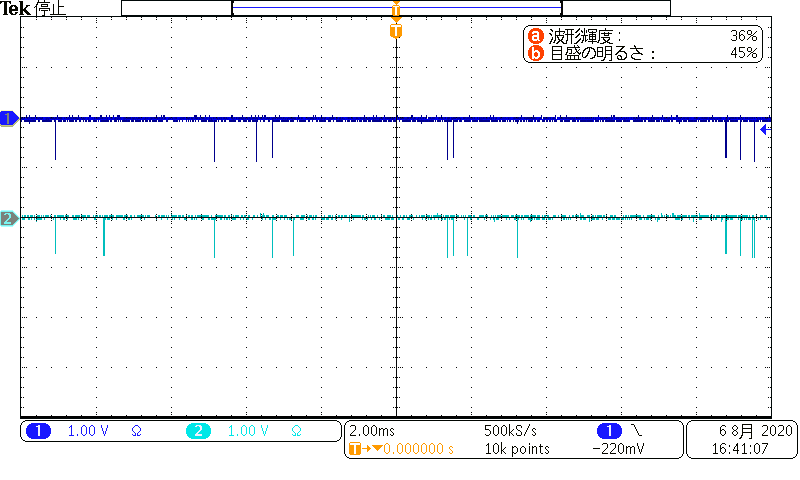 Tek 停止
T
T
a 波形輝度 : 36%
b 目盛の明るさ : 45%
1
2
1 1.00 V Ω 2 1.00 V Ω
2.00ms 500kS/s 1
T→▼0.000000 s 10k points −220mV
6 8月 2020
16:41:07